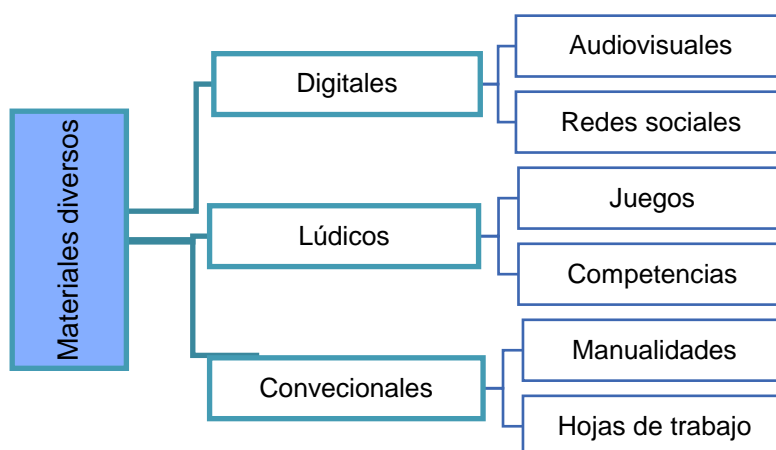 Materiales diversos
Digitales
Audiovisuales
Redes sociales
Lúdicos
Juegos
Competencias
Convecionales
Manualidades
Hojas de trabajo